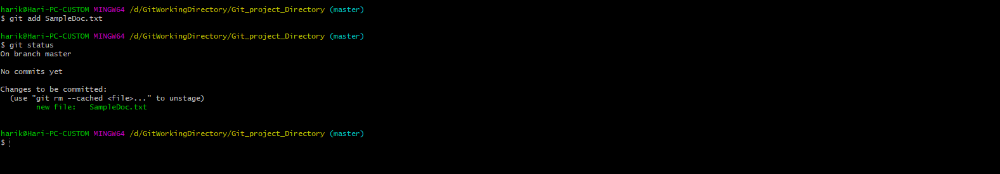 harik@Hari-PC-CUSTOM MINGW64 /d/GitWorkingDirectory/Git_project_Directory (master)
$ git add SampleDoc.txt
harik@Hari-PC-CUSTOM MINGW64 /d/GitWorkingDirectory/Git_project_Directory (master)
$ git status
On branch master
No commits yet
Changes to be committed:
(use "git rm --cached <file>..." to unstage)
new file: SampleDoc.txt
harik@Hari-PC-CUSTOM MINGW64 /d/GitWorkingDirectory/Git_project_Directory (master)
$